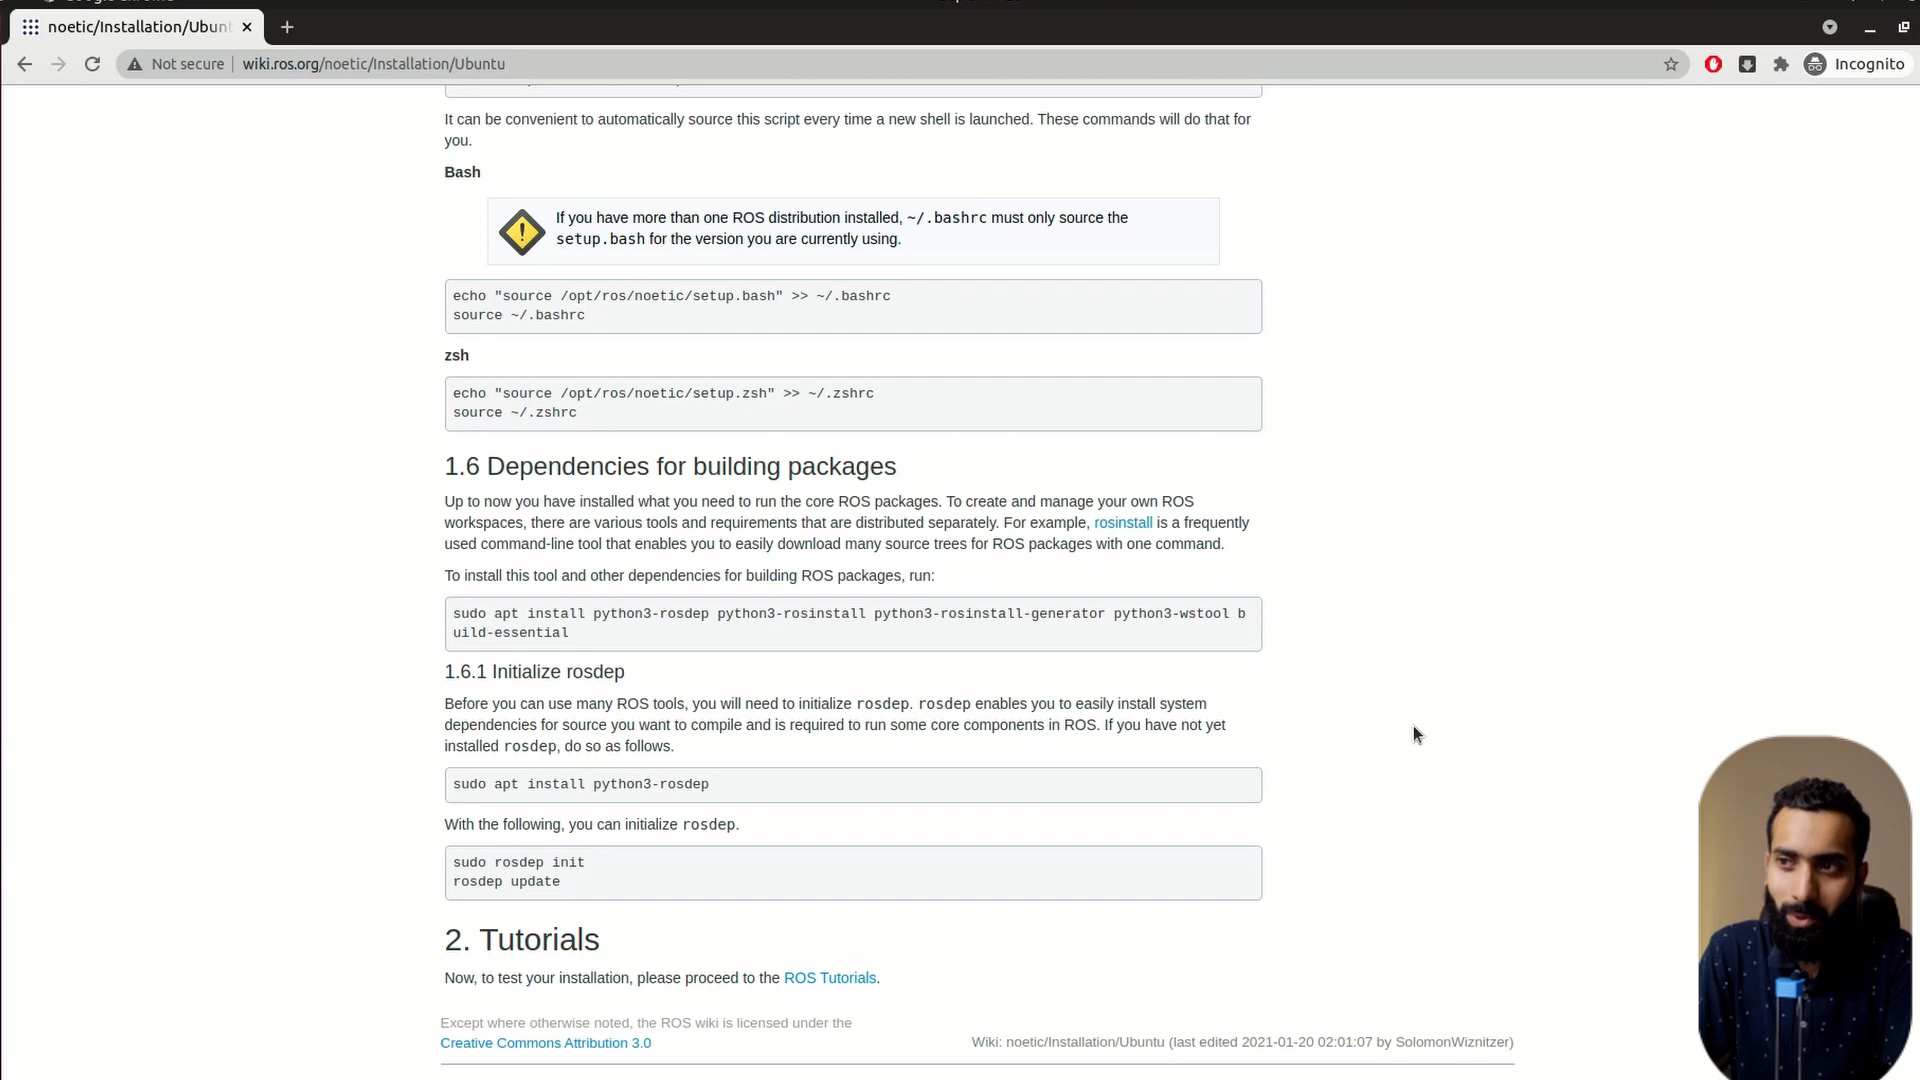 noetic/Installation/Ubunt
Not secure
wiki.ros.org/noetic/Installation/Ubuntu
Incognito
It can be convenient to automatically source this script every time a new shell is launched. These commands will do that for
you.
Bash
If you have more than one ROS distribution installed, ~/.bashrc must only source the
setup.bash for the version you are currently using.
echo "source /opt/ros/noetic/setup.bash" >> ~/.bashrc
source ~/.bashrc
zsh
echo "source /opt/ros/noetic/setup.zsh" >> ~/.zshrc
source ~/.zshrc
1.6 Dependencies for building packages
Up to now you have installed what you need to run the core ROS packages. To create and manage your own ROS
workspaces, there are various tools and requirements that are distributed separately. For example, rosinstall is a frequently
used command-line tool that enables you to easily download many source trees for ROS packages with one command.
To install this tool and other dependencies for building ROS packages, run:
sudo apt install python3-rosdep python3-rosinstall python3-rosinstall-generator python3-wstool b
uild-essential
1.6.1 Initialize rosdep
Before you can use many ROS tools, you will need to initialize rosdep. rosdep enables you to easily install system
dependencies for source you want to compile and is required to run some core components in ROS. If you have not yet
installed rosdep, do so as follows.
sudo apt install python3-rosdep
With the following, you can initialize rosdep.
sudo rosdep init
rosdep update
2. Tutorials
Now, to test your installation, please proceed to the ROS Tutorials.
Except where otherwise noted, the ROS wiki is licensed under the
Creative Commons Attribution 3.0
Wiki: noetic/Installation/Ubuntu (last edited 2021-01-20 02:01:07 by SolomonWiznitzer)